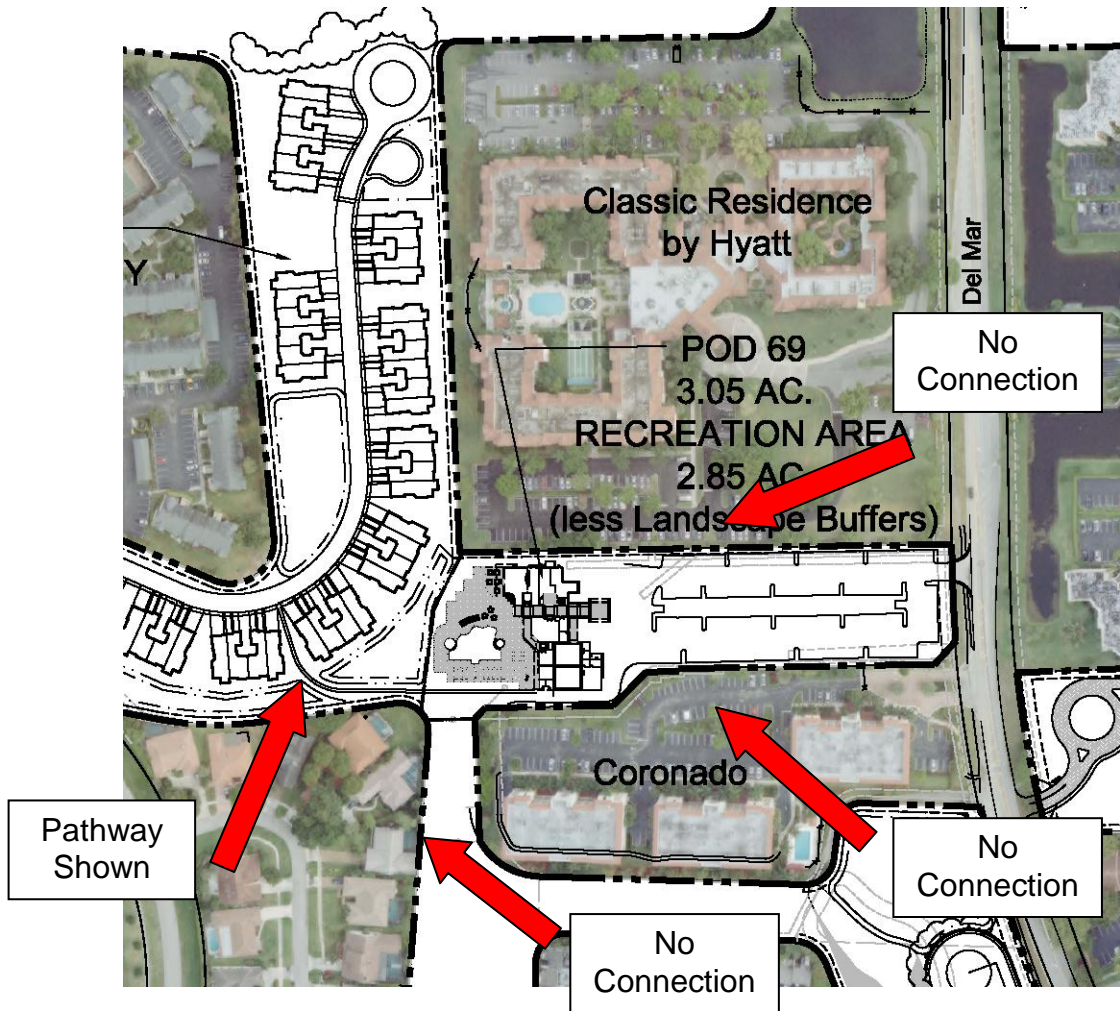 Classic Residence
by Hyatt
Del Mar
Y
No
Connection
POD 69
3.05 AC.
RECREATION AREA
2.85 AC
(less Landscape Buffers)
Coronado
Pathway
Shown
No
Connection
No
Connection